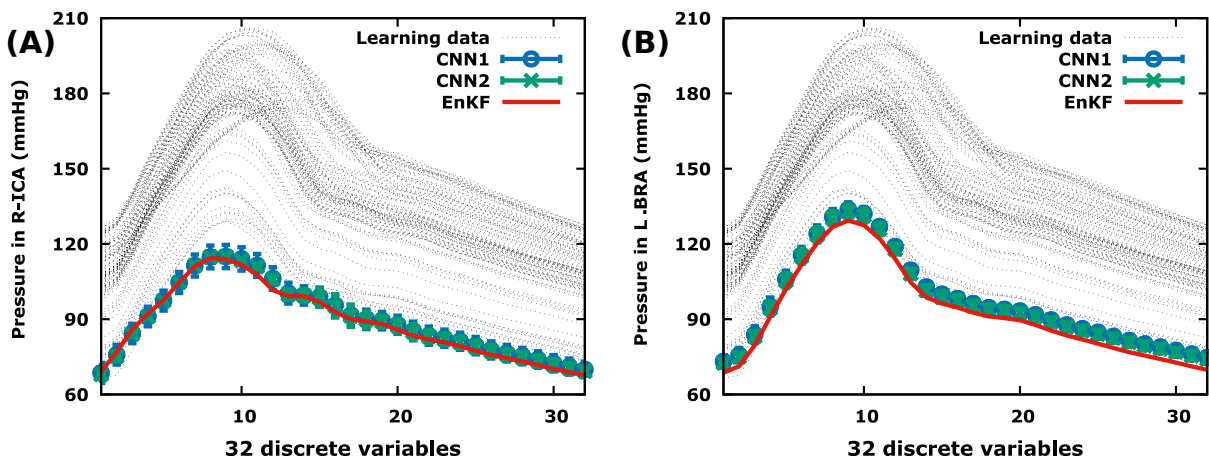 (A)
Pressure in R-ICA (mmHg)
210
180
150
120
90
60
Learning data
CNN1
CNN2
EnKF
10
20
30
32 discrete variables
(B)
Pressure in L.BRA (mmHg)
210
180
150
120
90
60
Learning data
CNN1
CNN2
EnKF
10
20
30
32 discrete variables